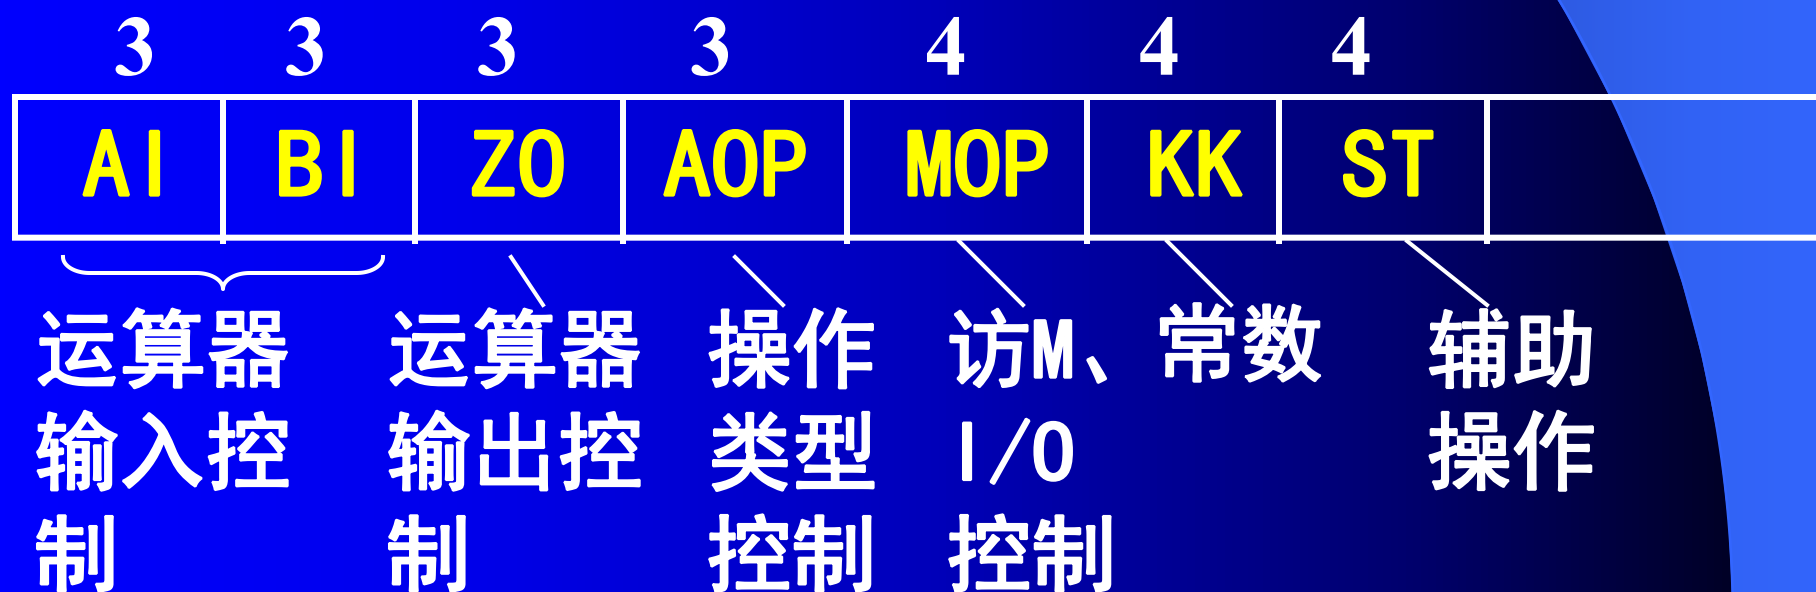 3 3 3 3 4 4 4
AI BI ZO AOP MOP KK ST
运算器 运算器 操作 访M、常数 辅助
输入控 输出控 类型 I/O 操作
制 制 控制 控制